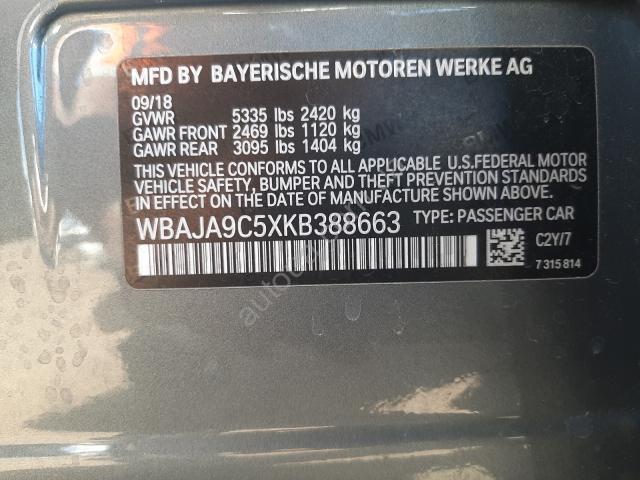 MFD BY BAYERISCHE MOTOREN WERKE AG
09/18
GVWR 5335 lbs 2420 kg
GAWR FRONT 2469 lbs 1120 kg
GAWR REAR 3095 lbs 1404 kg
THIS VEHICLE CONFORMS TO ALL APPLICABLE U.S.FEDERAL MOTOR
VEHICLE SAFETY, BUMPER AND THEFT PREVENTION STANDARDS
IN EFFECT ON THE DATE OF MANUFACTURE SHOWN ABOVE.
WBAJA9C5XKB388663 TYPE: PASSENGER CAR
C2Y/7
7 315 814